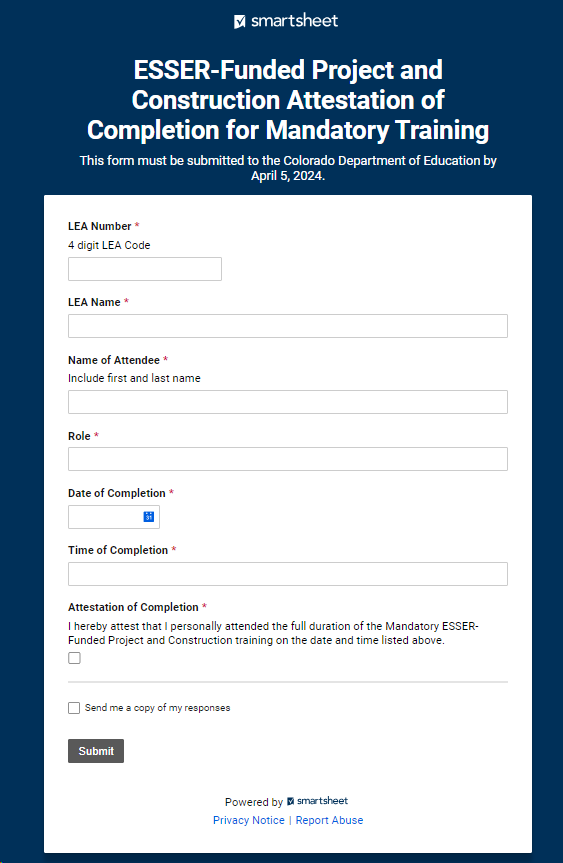 smartsheet
ESSER-Funded Project and
Construction Attestation of
Completion for Mandatory Training
This form must be submitted to the Colorado Department of Education by
April 5, 2024.
LEA Number *
4 digit LEA Code
LEA Name *
Name of Attendee *
Include first and last name
Role *
Date of Completion *
31
Time of Completion *
Attestation of Completion *
I hereby attest that I personally attended the full duration of the Mandatory ESSER-
Funded Project and Construction training on the date and time listed above.
Send me a copy of my responses
Submit
Powered by smartsheet
Privacy Notice | Report Abuse